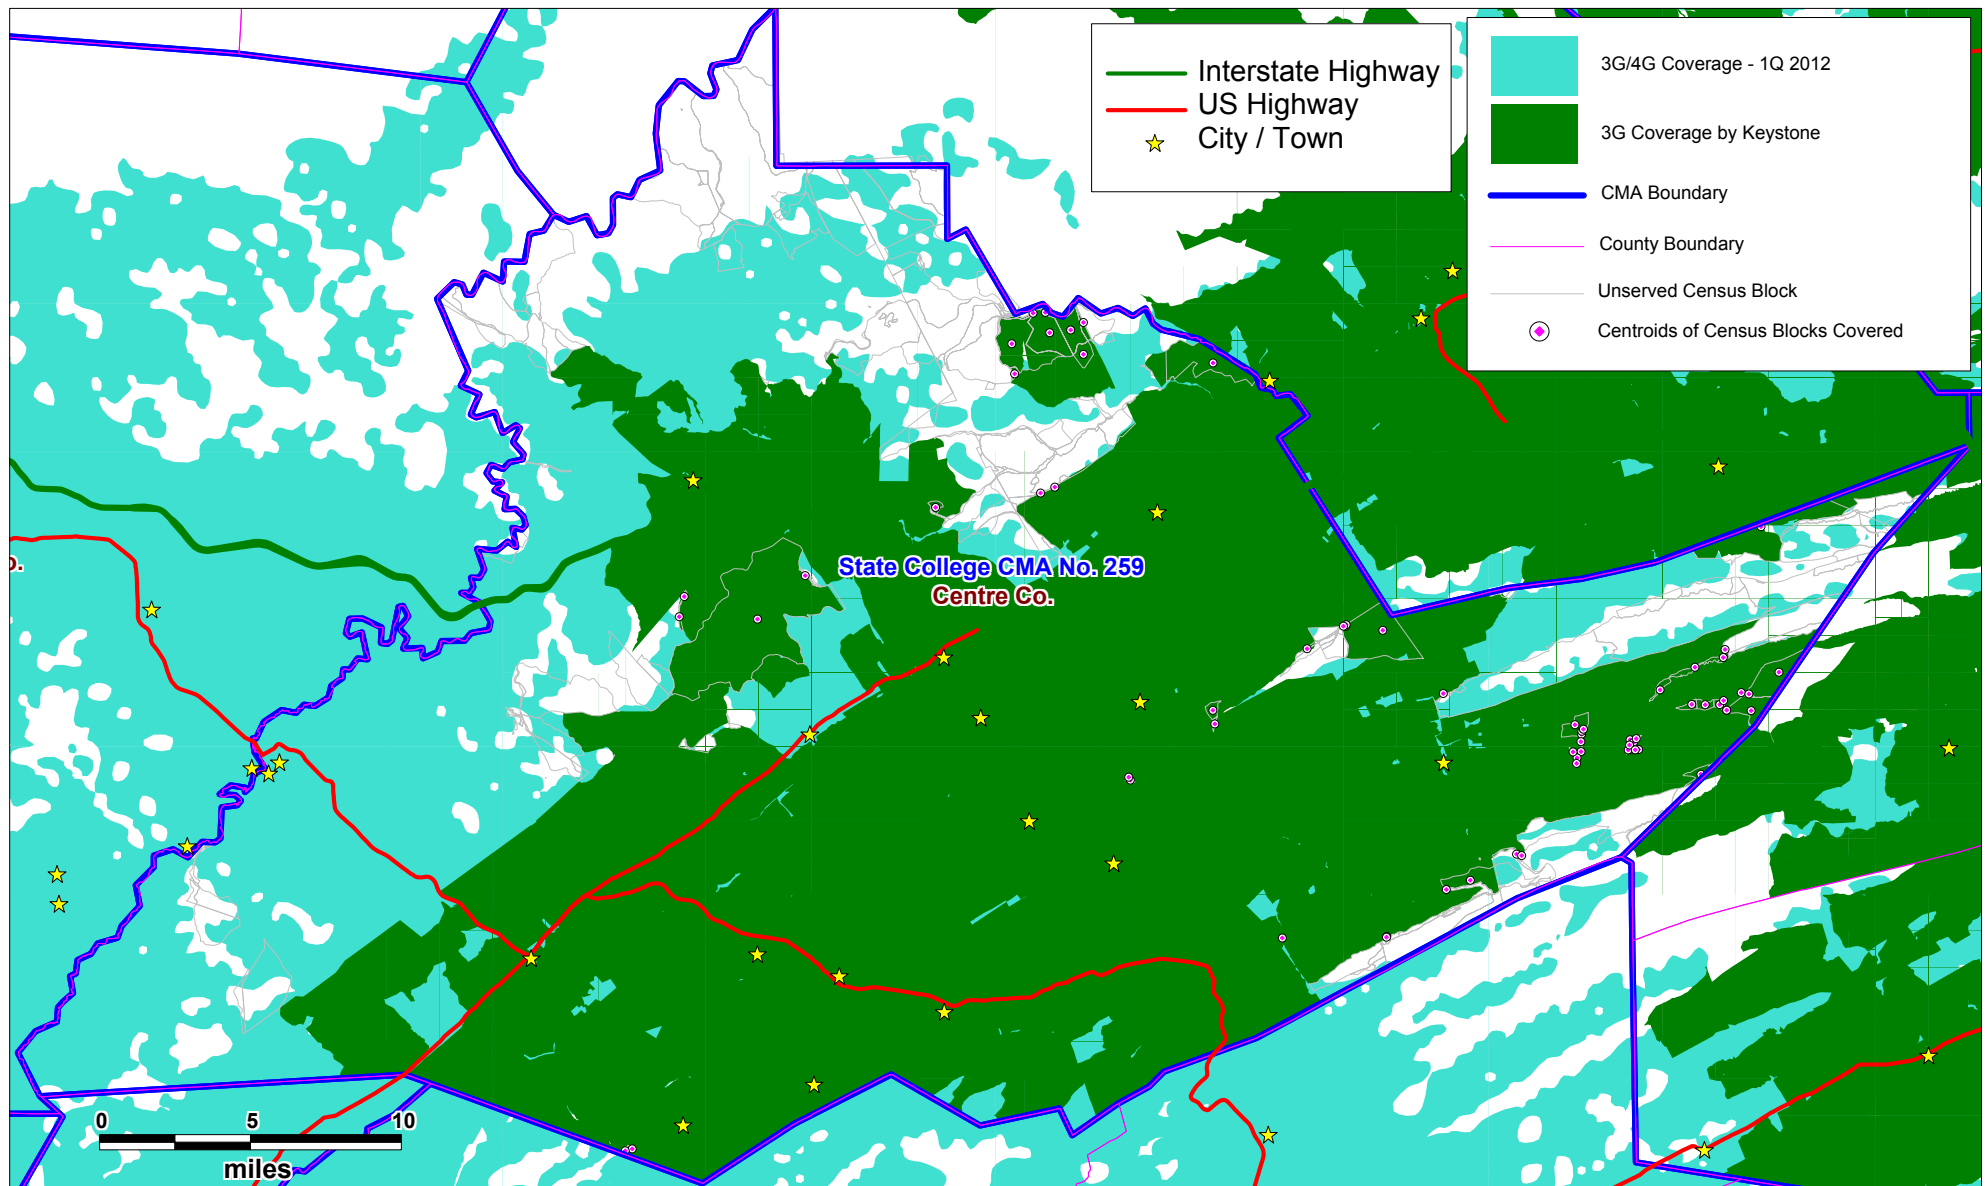 Interstate Highway
US Highway
City / Town
3G/4G Coverage - 1Q 2012
3G Coverage by Keystone
CMA Boundary
County Boundary
Unserved Census Block
Centroids of Census Blocks Covered
o.
State College CMA No. 259
Centre Co.
0 5 10
miles